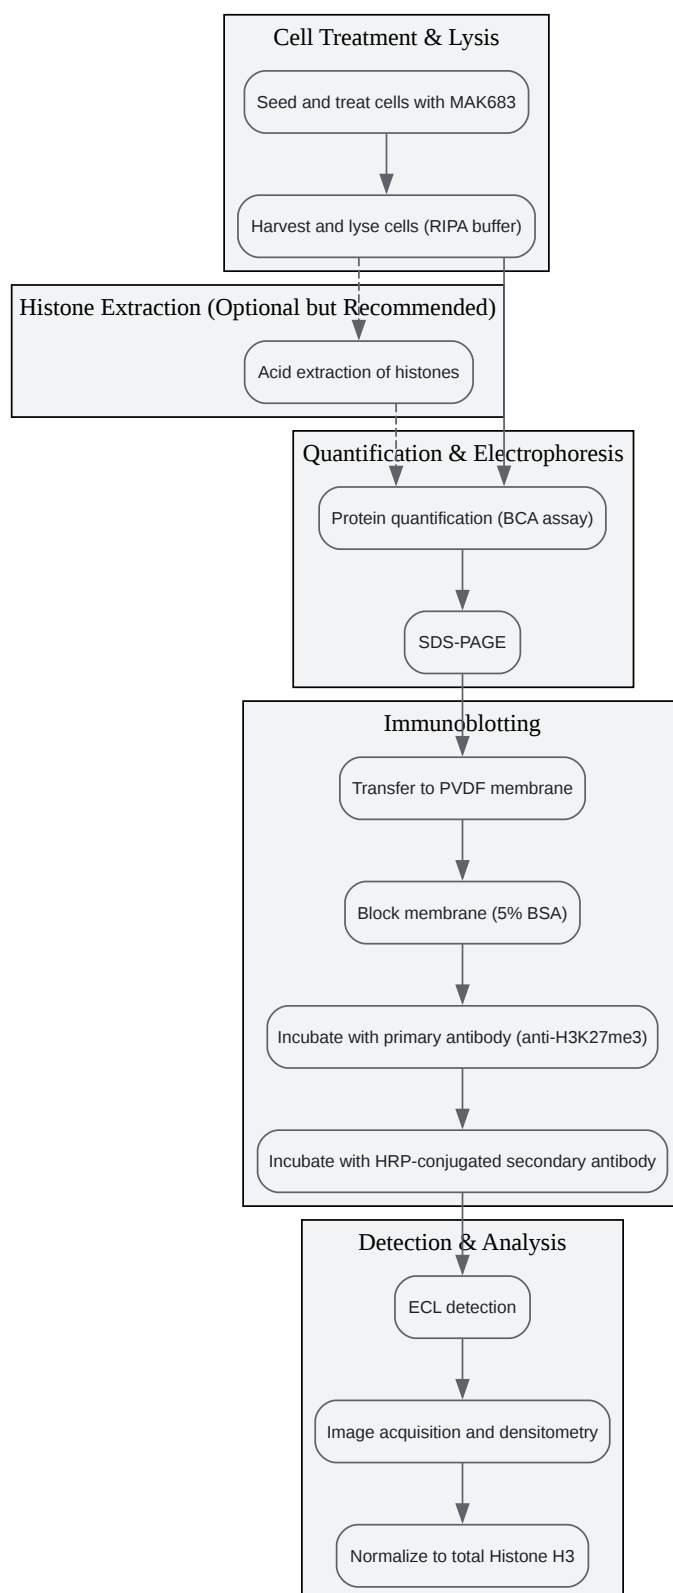 Cell Treatment & Lysis
Seed and treat cells with MAK683
Harvest and lyse cells (RIPA buffer)
Histone Extraction (Optional but Recommended)
Acid extraction of histones
Quantification & Electrophoresis
Protein quantification (BCA assay)
SDS-PAGE
Immunoblotting
Transfer to PVDF membrane
Block membrane (5% BSA)
Incubate with primary antibody (anti-H3K27me3)
Incubate with HRP-conjugated secondary antibody
Detection & Analysis
ECL detection
Image acquisition and densitometry
Normalize to total Histone H3